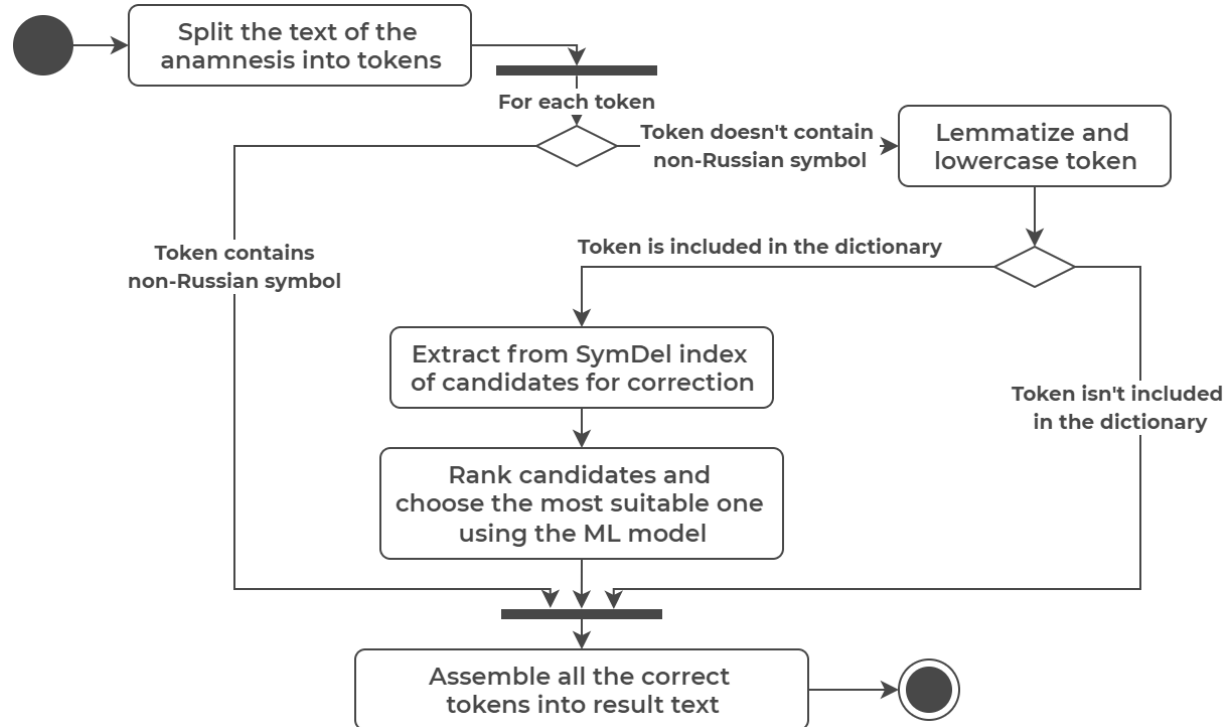 Split the text of the
anamnesis into tokens
For each token
Token doesn't contain
non-Russian symbol
Lemmatize and
lowercase token
Token contains
non-Russian symbol
Token is included in the dictionary
Extract from SymDel index
of candidates for correction
Token isn't included
in the dictionary
Rank candidates and
choose the most suitable one
using the ML model
Assemble all the correct
tokens into result text